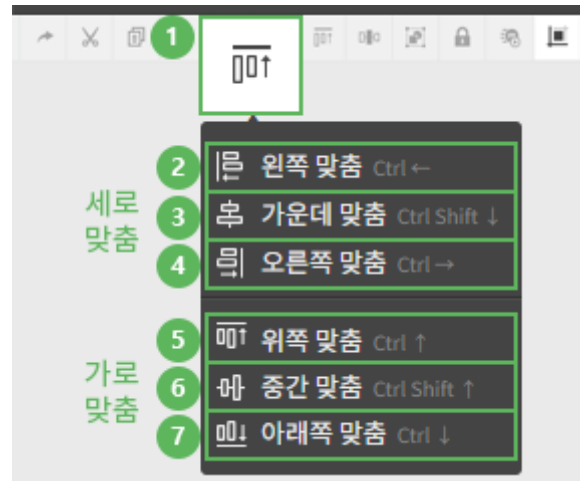 1
2 왼쪽 맞춤 Ctrl ←
세로
맞춤
3 가운데 맞춤 Ctrl Shift ↓
4 오른쪽 맞춤 Ctrl →
5 위쪽 맞춤 Ctrl ↑
가로
맞춤
6 중간 맞춤 Ctrl Shift ↑
7 아래쪽 맞춤 Ctrl ↓